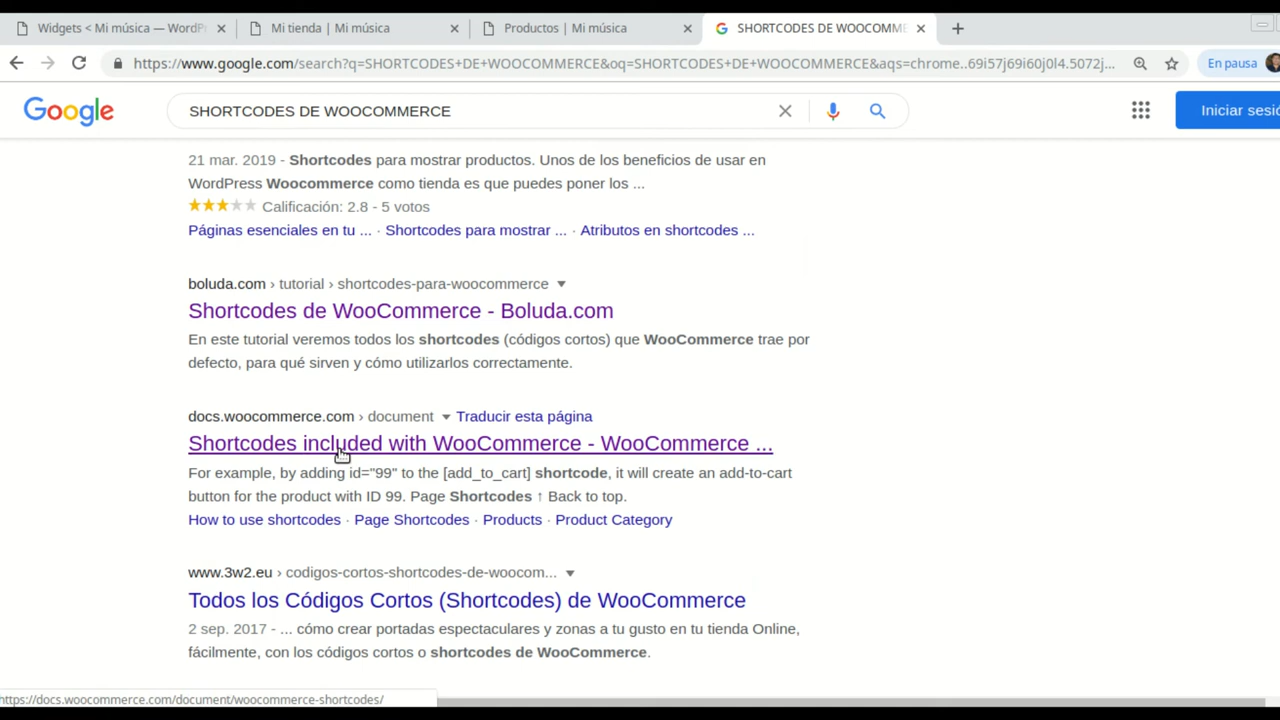 Widgets < Mi música — WordPr
Mi tienda | Mi música
Productos | Mi música
SHORTCODES DE WOOCOMME
https://www.google.com/search?q=SHORTCODES+DE+WOOCOMMERCE&oq=SHORTCODES+DE+WOOCOMMERCE&aqs=chrome..69i57j69i60j0l4.5072j...
En pausa
Google
SHORTCODES DE WOOCOMMERCE
Iniciar sesió
21 mar. 2019 - Shortcodes para mostrar productos. Unos de los beneficios de usar en
WordPress Woocommerce como tienda es que puedes poner los ...
Calificación: 2.8 - 5 votos
Páginas esenciales en tu ... · Shortcodes para mostrar ... · Atributos en shortcodes ...
boluda.com › tutorial › shortcodes-para-woocommerce
Shortcodes de WooCommerce - Boluda.com
En este tutorial veremos todos los shortcodes (códigos cortos) que WooCommerce trae por
defecto, para qué sirven y cómo utilizarlos correctamente.
docs.woocommerce.com › document Traducir esta página
Shortcodes included with WooCommerce - WooCommerce ...
For example, by adding id="99" to the [add_to_cart] shortcode, it will create an add-to-cart
button for the product with ID 99. Page Shortcodes ↑ Back to top.
How to use shortcodes · Page Shortcodes · Products · Product Category
www.3w2.eu › codigos-cortos-shortcodes-de-woocom...
Todos los Códigos Cortos (Shortcodes) de WooCommerce
2 sep. 2017 - ... cómo crear portadas espectaculares y zonas a tu gusto en tu tienda Online,
fácilmente, con los códigos cortos o shortcodes de WooCommerce.
https://docs.woocommerce.com/document/woocommerce-shortcodes/